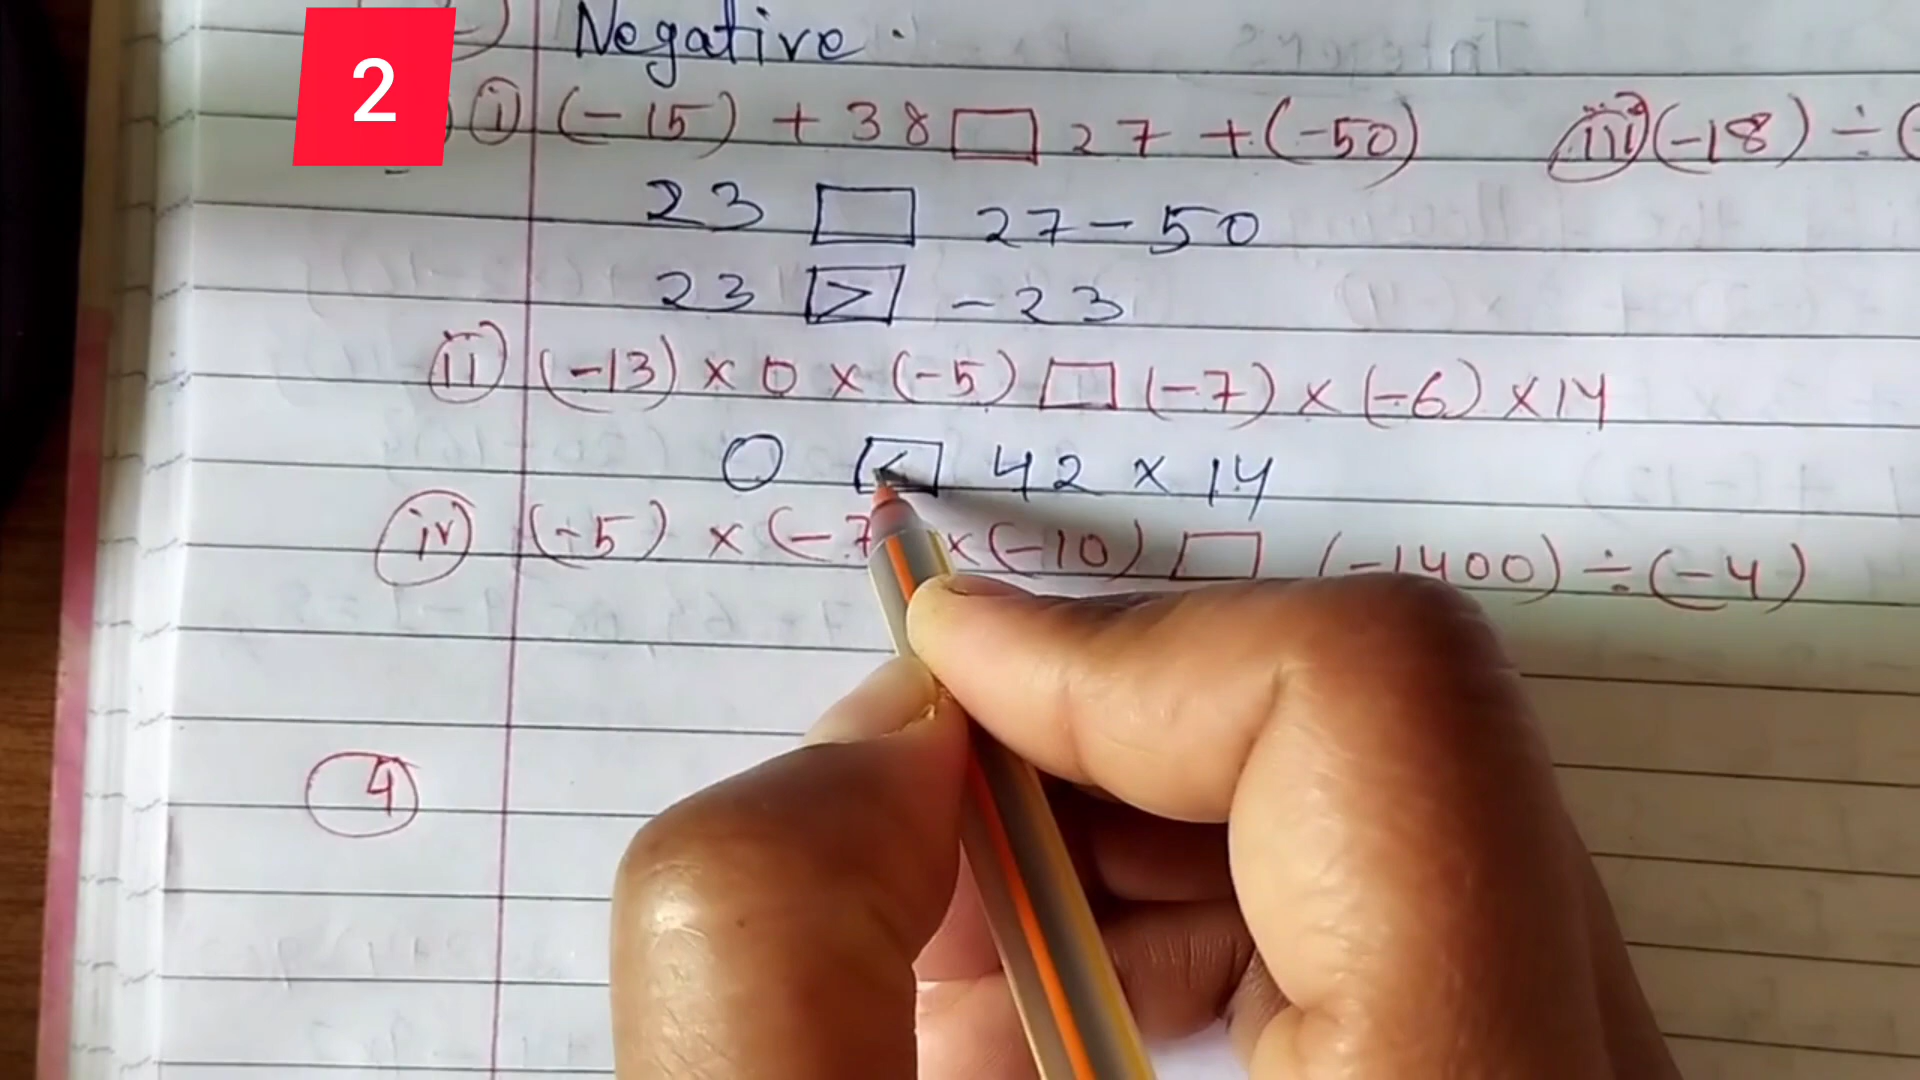 2
Negative.
i) (-15) + 38 □ 27 + (-50)
iii) (-18) ÷ (
23 □ 27 - 50
23 > -23
ii) (-13) × 0 × (-5) □ (-7) × (-6) × 14
0 < 42 × 14
iv) (-5) × (-7 × (-10) □ (-1400) ÷ (-4)
4